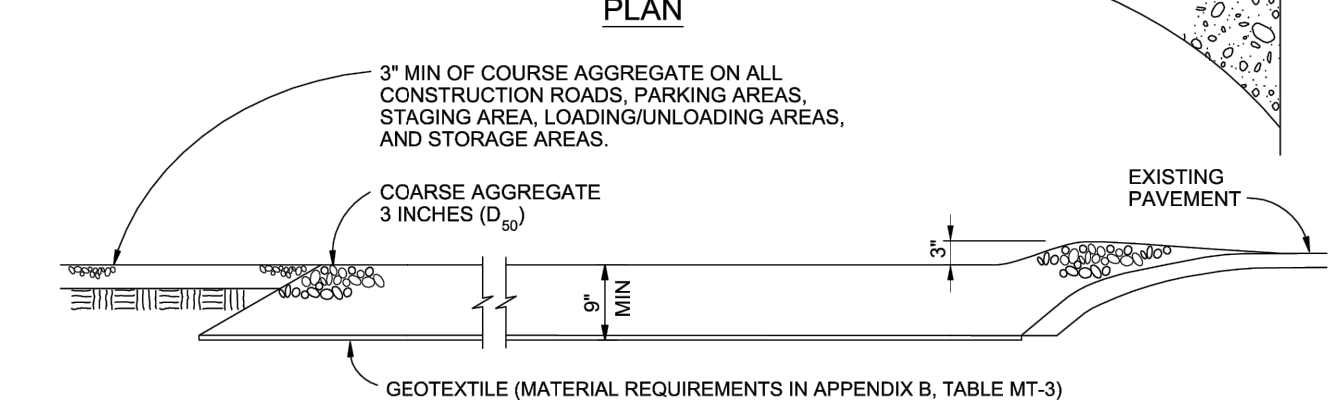 PLAN
3" MIN OF COURSE AGGREGATE ON ALL
CONSTRUCTION ROADS, PARKING AREAS,
STAGING AREA, LOADING/UNLOADING AREAS,
AND STORAGE AREAS.
COARSE AGGREGATE
3 INCHES (D50)
EXISTING
PAVEMENT
3"
9"
MIN
GEOTEXTILE (MATERIAL REQUIREMENTS IN APPENDIX B, TABLE MT-3)